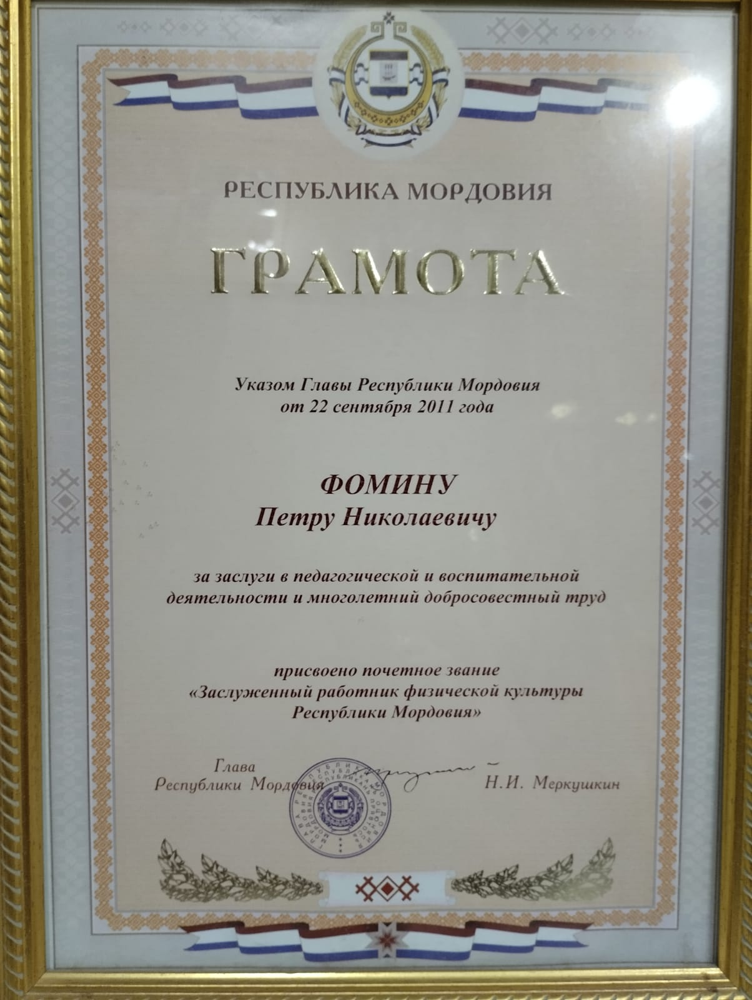 РЕСПУБЛИКА МОРДОВИЯ
ГРАМОТА
Указом Главы Республики Мордовия
от 22 сентября 2011 года
ФОМИНУ
Петру Николаевичу
за заслуги в педагогической и воспитательной
деятельности и многолетний добросовестный труд
присвоено почетное звание
«Заслуженный работник физической культуры
Республики Мордовия»
Глава
Республики Мордовия
Н.И. Меркушкин